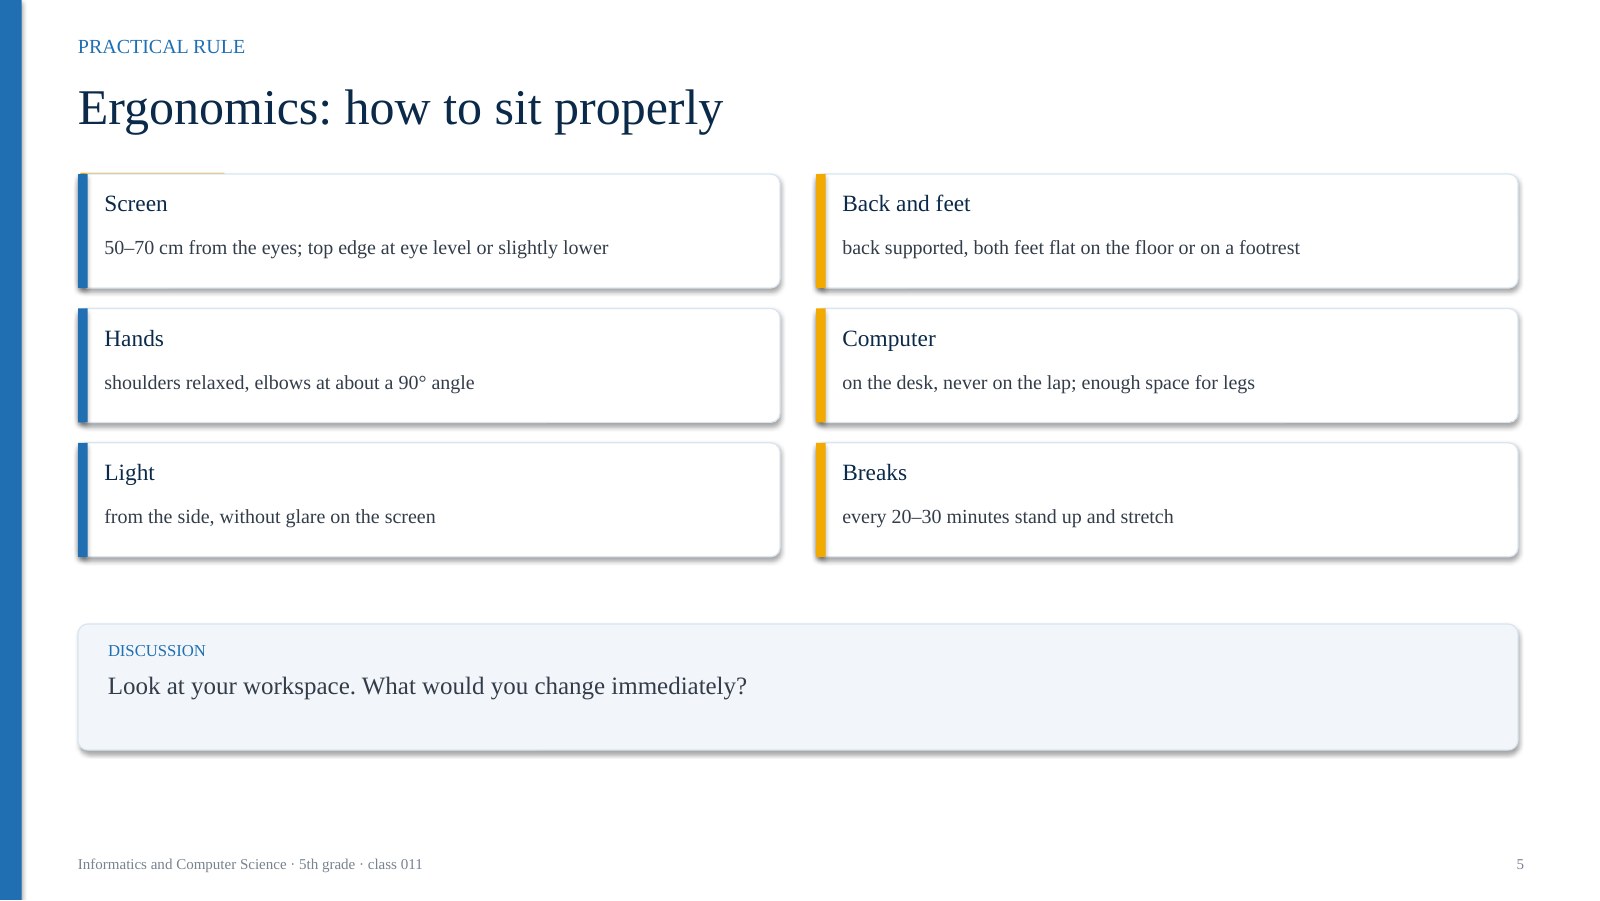 PRACTICAL RULE
Ergonomics: how to sit properly
Screen
50–70 cm from the eyes; top edge at eye level or slightly lower
Back and feet
back supported, both feet flat on the floor or on a footrest
Hands
shoulders relaxed, elbows at about a 90° angle
Computer
on the desk, never on the lap; enough space for legs
Light
from the side, without glare on the screen
Breaks
every 20–30 minutes stand up and stretch
DISCUSSION
Look at your workspace. What would you change immediately?
Informatics and Computer Science · 5th grade · class 011
5